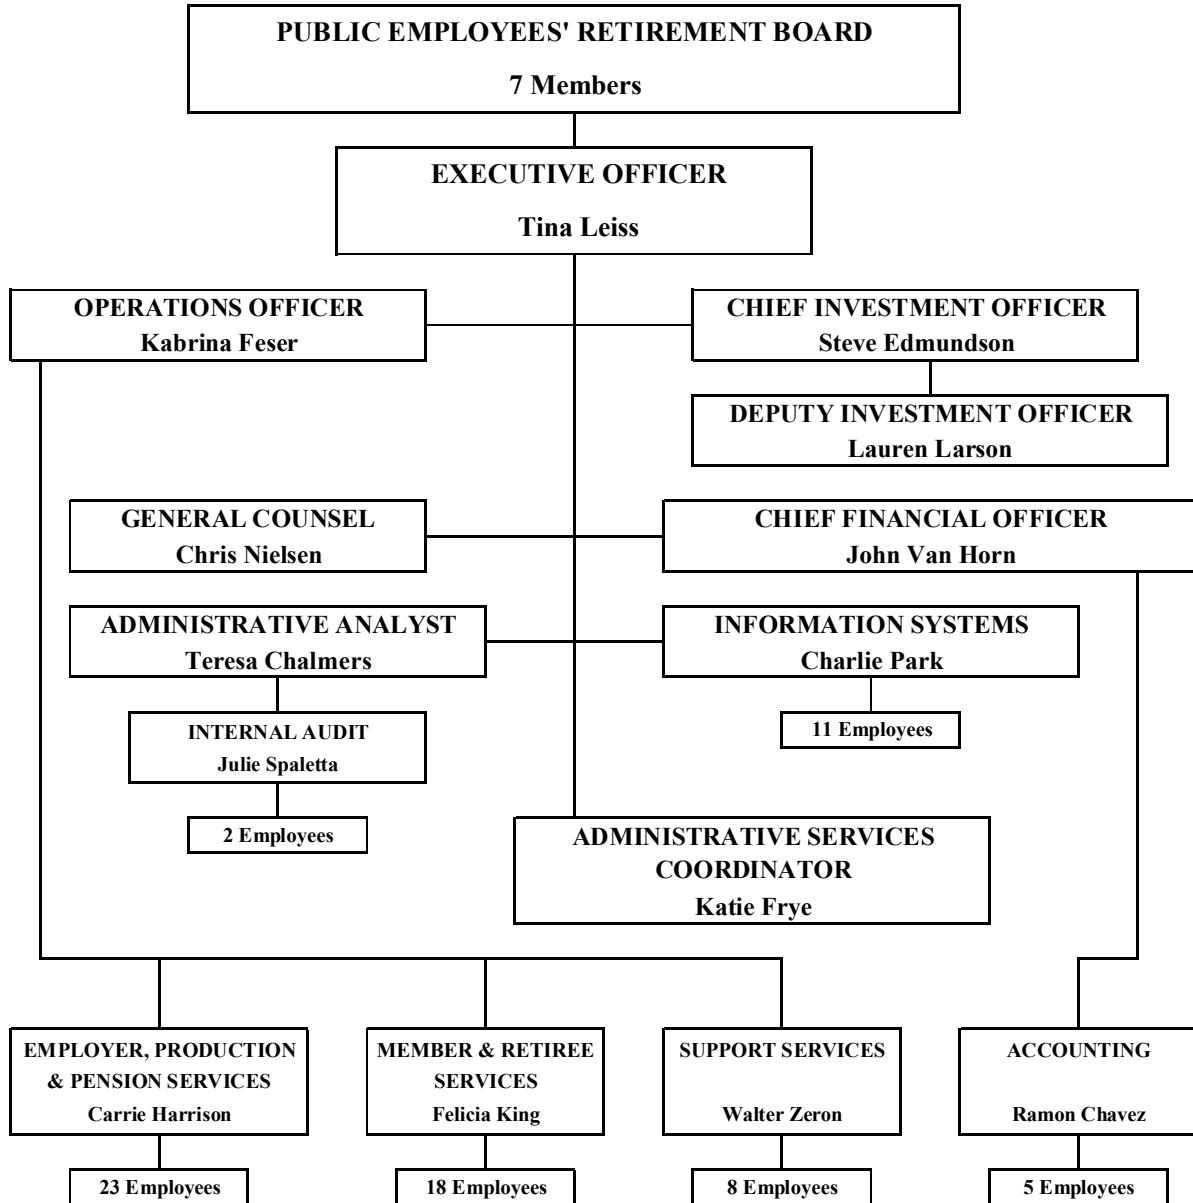 PUBLIC EMPLOYEES' RETIREMENT BOARD
7 Members
EXECUTIVE OFFICER
Tina Leiss
OPERATIONS OFFICER
Kabrina Feser
CHIEF INVESTMENT OFFICER
Steve Edmundson
DEPUTY INVESTMENT OFFICER
Lauren Larson
GENERAL COUNSEL
Chris Nielsen
CHIEF FINANCIAL OFFICER
John Van Horn
ADMINISTRATIVE ANALYST
Teresa Chalmers
INFORMATION SYSTEMS
Charlie Park
INTERNAL AUDIT
Julie Spaletta
11 Employees
2 Employees
ADMINISTRATIVE SERVICES
COORDINATOR
Katie Frye
EMPLOYER, PRODUCTION
& PENSION SERVICES
Carrie Harrison
MEMBER & RETIREE
SERVICES
Felicia King
SUPPORT SERVICES
Walter Zeron
ACCOUNTING
Ramon Chavez
23 Employees
18 Employees
8 Employees
5 Employees